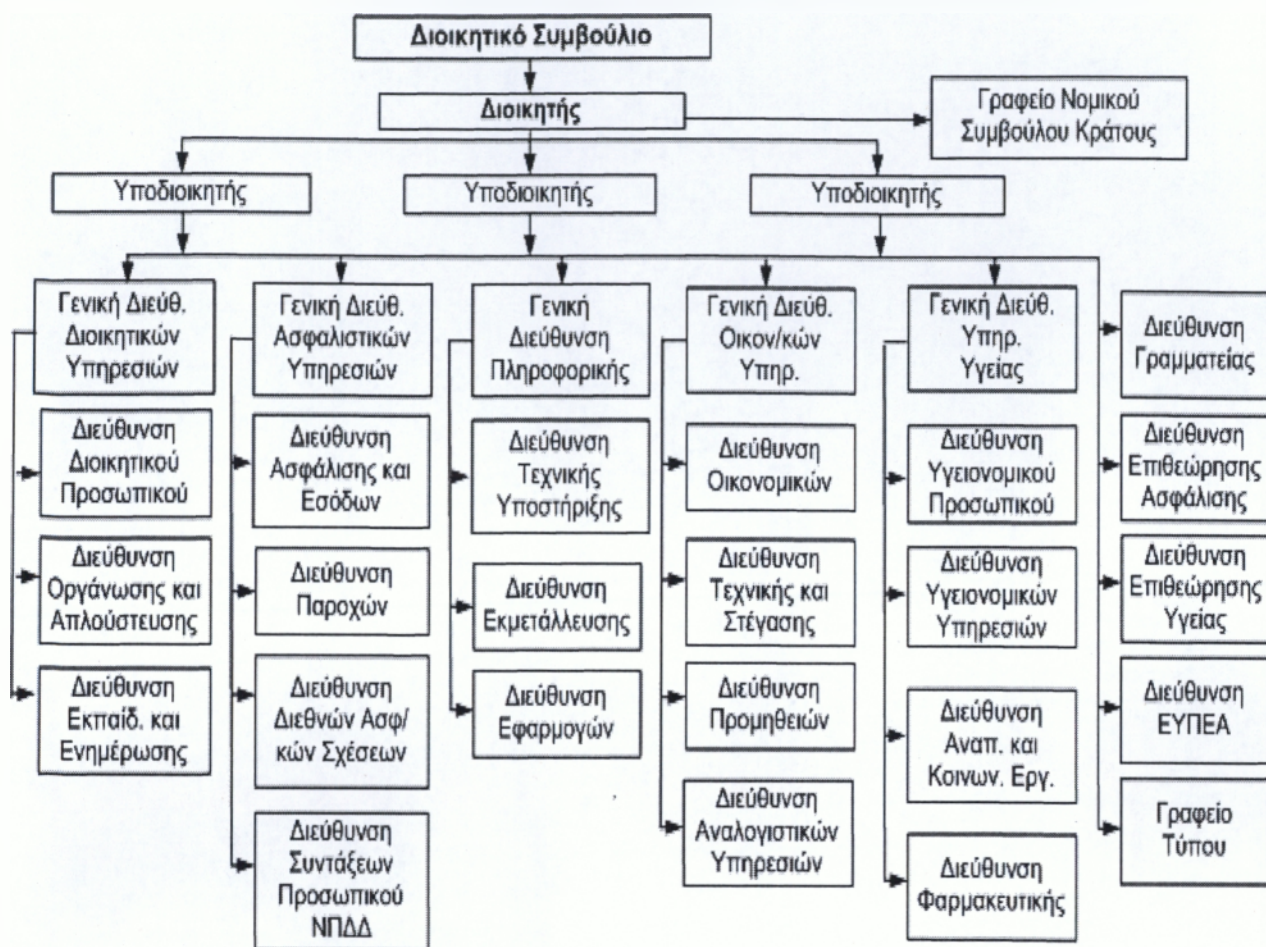 Διοικητικό Συμβούλιο
Διοικητής
Γραφείο Νομικού
Συμβούλου Κράτους
Υποδιοικητής
Υποδιοικητής
Υποδιοικητής
Γενική Διεύθ.
Διοικητικών
Υπηρεσιών
Διεύθυνση
Διοικητικού
Προσωπικού
Διεύθυνση
Οργάνωσης και
Απλούστευσης
Διεύθυνση
Εκπαίδ. και
Ενημέρωσης
Γενική Διεύθ.
Ασφαλιστικών
Υπηρεσιών
Διεύθυνση
Ασφάλισης και
Εσόδων
Διεύθυνση
Παροχών
Διεύθυνση
Διεθνών Ασφ/
κών Σχέσεων
Διεύθυνση
Συντάξεων
Προσωπικού
ΝΠΔΔ
Γενική
Διεύθυνση
Πληροφορικής
Διεύθυνση
Τεχνικής
Υποστήριξης
Διεύθυνση
Εκμετάλλευσης
Διεύθυνση
Εφαρμογών
Γενική Διεύθ.
Οικον/κών
Υπηρ.
Διεύθυνση
Οικονομικών
Διεύθυνση
Τεχνικής και
Στέγασης
Διεύθυνση
Προμηθειών
Διεύθυνση
Αναλογιστικών
Υπηρεσιών
Γενική Διεύθ.
Υπηρ.
Υγείας
Διεύθυνση
Υγειονομικού
Προσωπικού
Διεύθυνση
Υγειονομικών
Υπηρεσιών
Διεύθυνση
Αναπ. και
Κοινων. Εργ.
Διεύθυνση
Φαρμακευτικής
Διεύθυνση
Γραμματείας
Διεύθυνση
Επιθεώρησης
Ασφάλισης
Διεύθυνση
Επιθεώρησης
Υγείας
Διεύθυνση
ΕΥΠΕΑ
Γραφείο
Τύπου